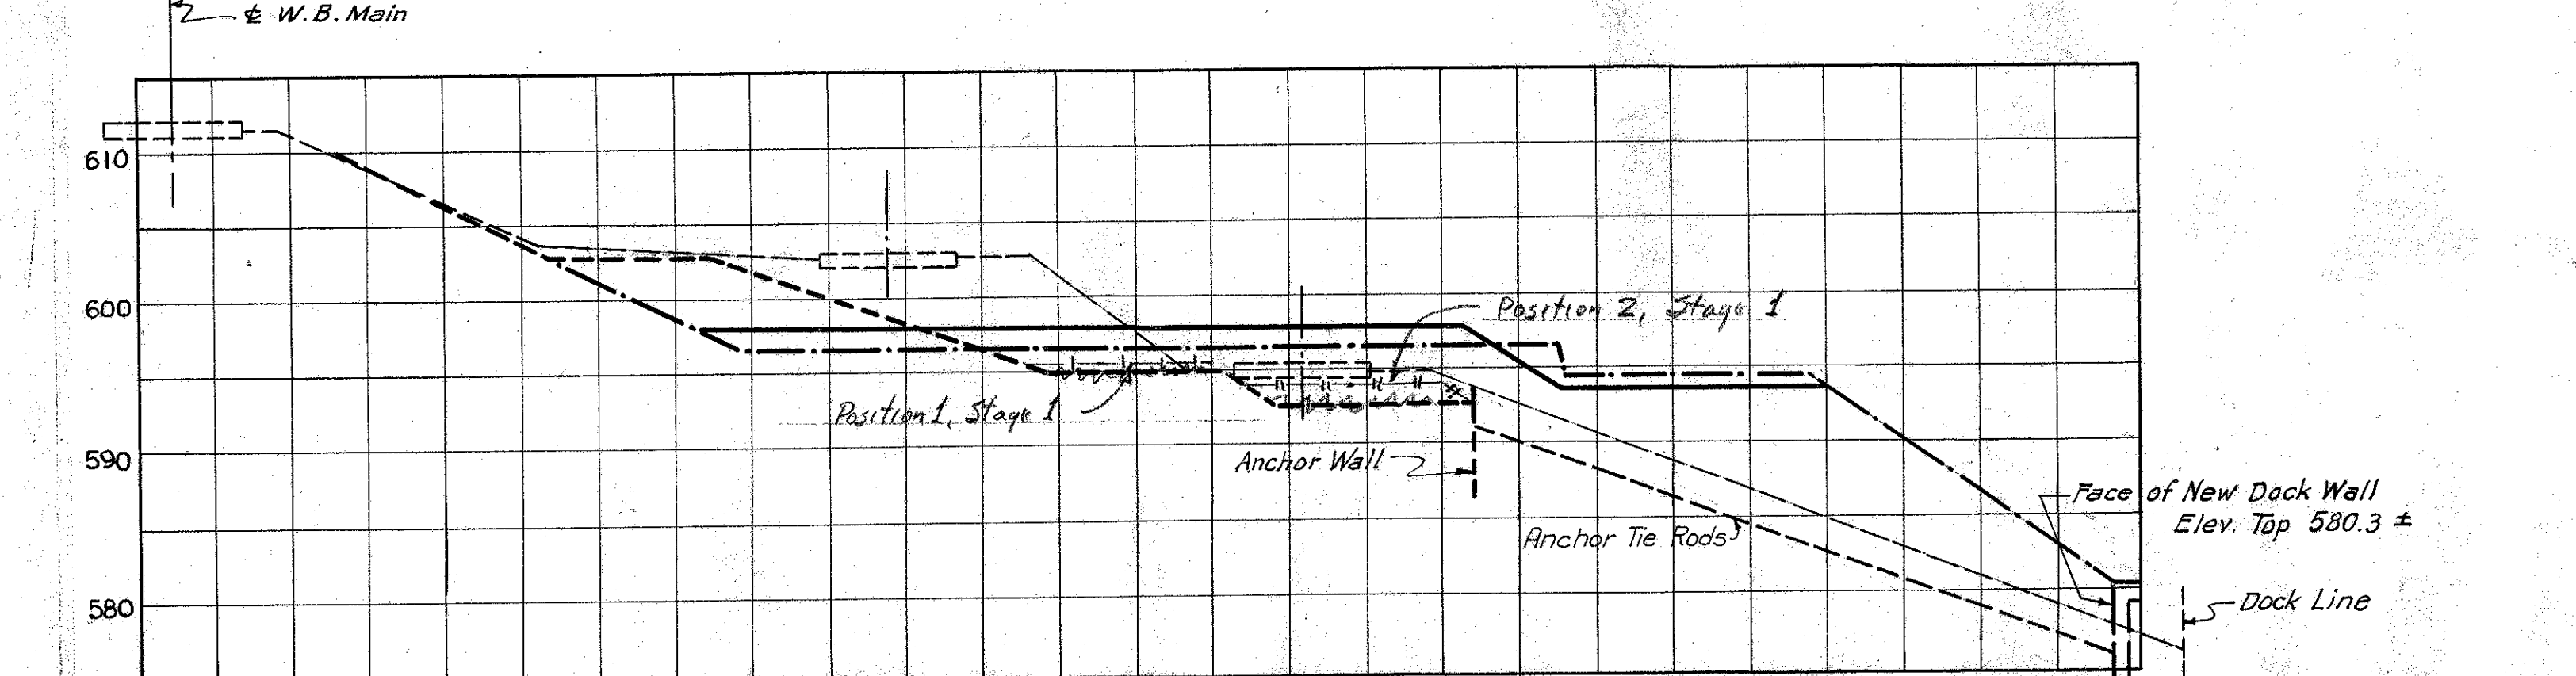 ℄ W.B. Main
610
600
Position 2, Stage 1
Position 1, Stage 1
590
Anchor Wall
Face of New Dock Wall
Elev. Top 580.3 ±
Anchor Tie Rods
580
Dock Line